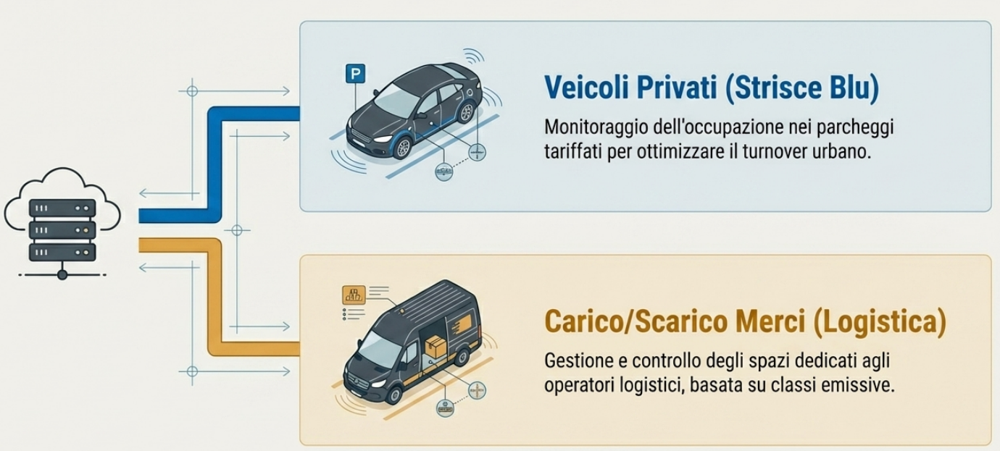 P
Veicoli Privati (Strisce Blu)
Monitoraggio dell'occupazione nei parcheggi
tariffati per ottimizzare il turnover urbano.
Carico/Scarico Merci (Logistica)
Gestione e controllo degli spazi dedicati agli
operatori logistici, basata su classi emissive.